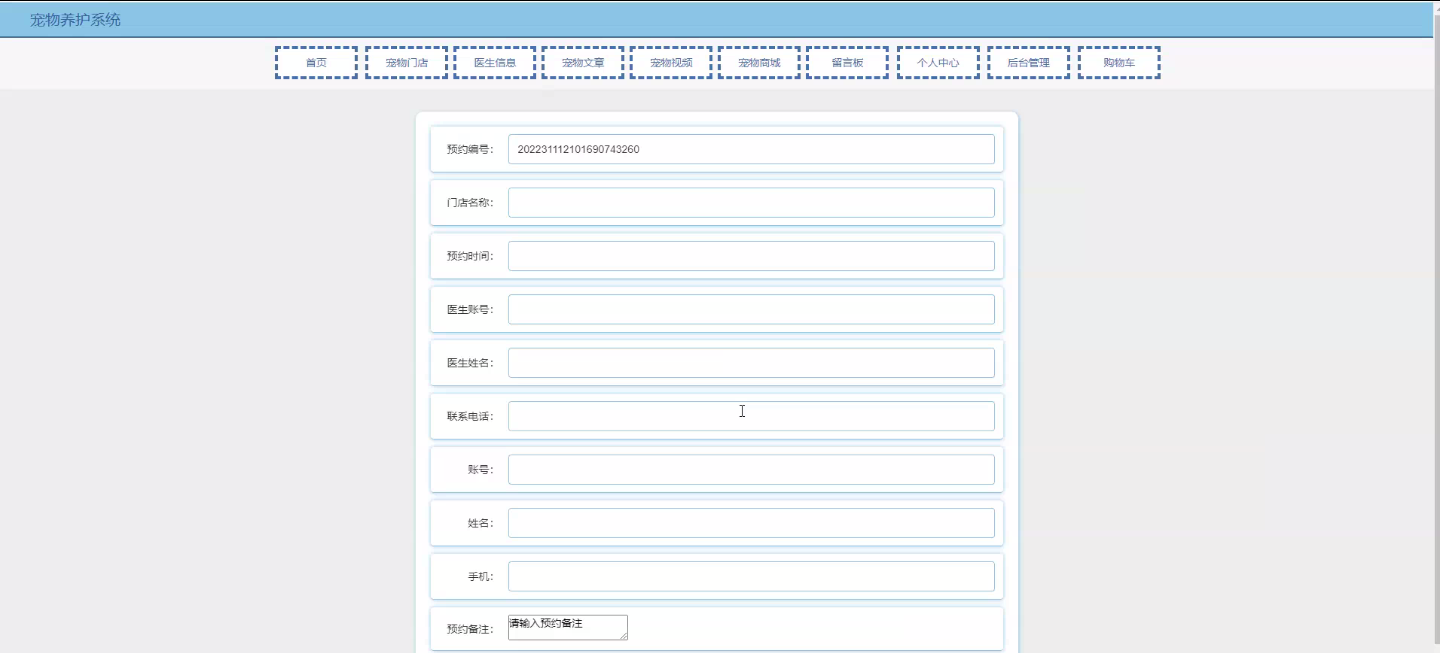 宠物养护系统
首页 宠物门店 医生信息 宠物文章 宠物视频 宠物商城 留言板 个人中心 后台管理 购物车
预约编号： 202231112101690743260
门店名称：
预约时间：
医生账号：
医生姓名：
联系电话：
账号：
姓名：
手机：
预约备注： 请输入预约备注